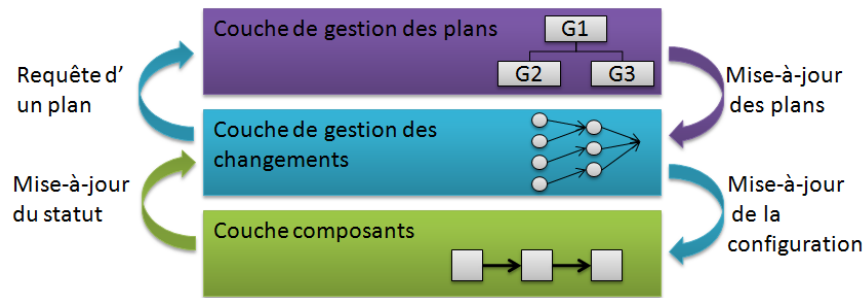 Couche de gestion des plans
G1
G2
G3
Requête d'
un plan
Mise-à-jour
des plans
Couche de gestion des
changements
Mise-à-jour
du statut
Mise-à-jour
de la
configuration
Couche composants